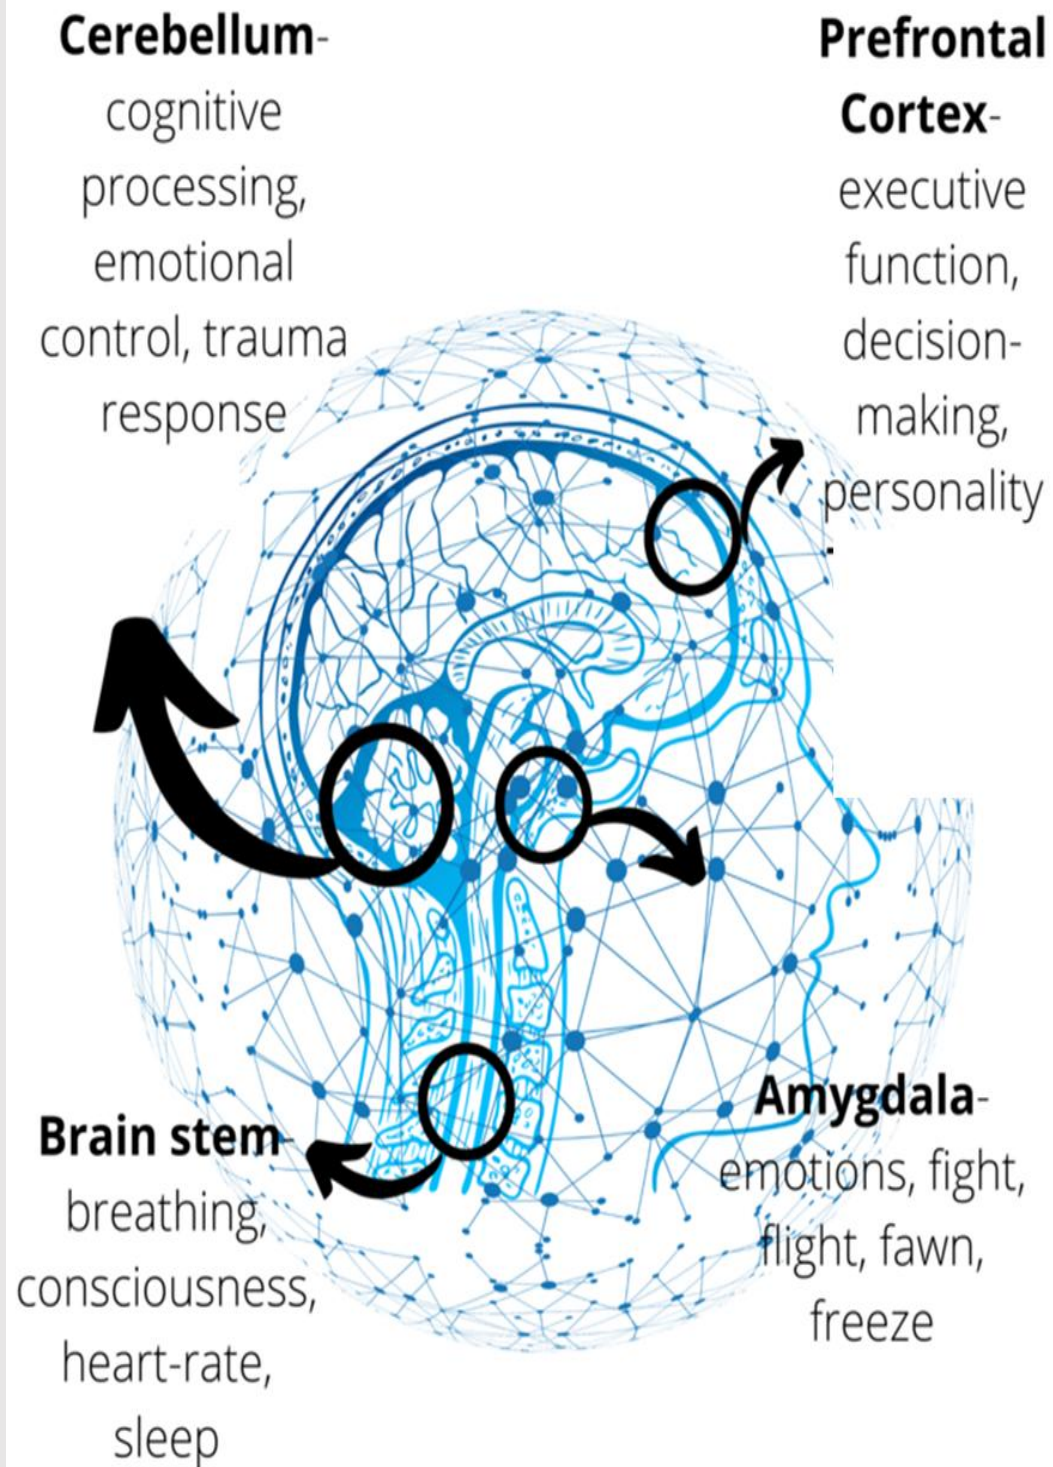 Cerebellum-
cognitive
processing,
emotional
control, trauma
response
Prefrontal
Cortex-
executive
function,
decision-
making,
personality
Brain stem-
breathing,
consciousness,
heart-rate,
sleep
Amygdala-
emotions, fight,
flight, fawn,
freeze